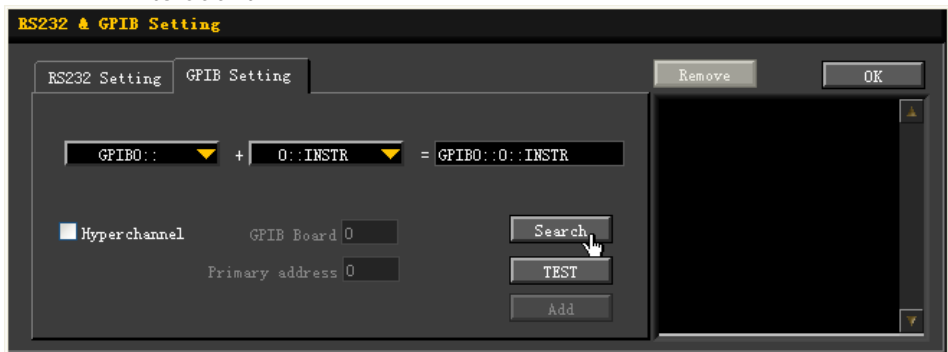 RS232 & GPIB Setting
RS232 Setting GPIB Setting Remove OK
GPIB0:: + 0::INSTR = GPIB0::0::INSTR
Hyperchannel GPIB Board 0 Search
Primary address 0 TEST
Add